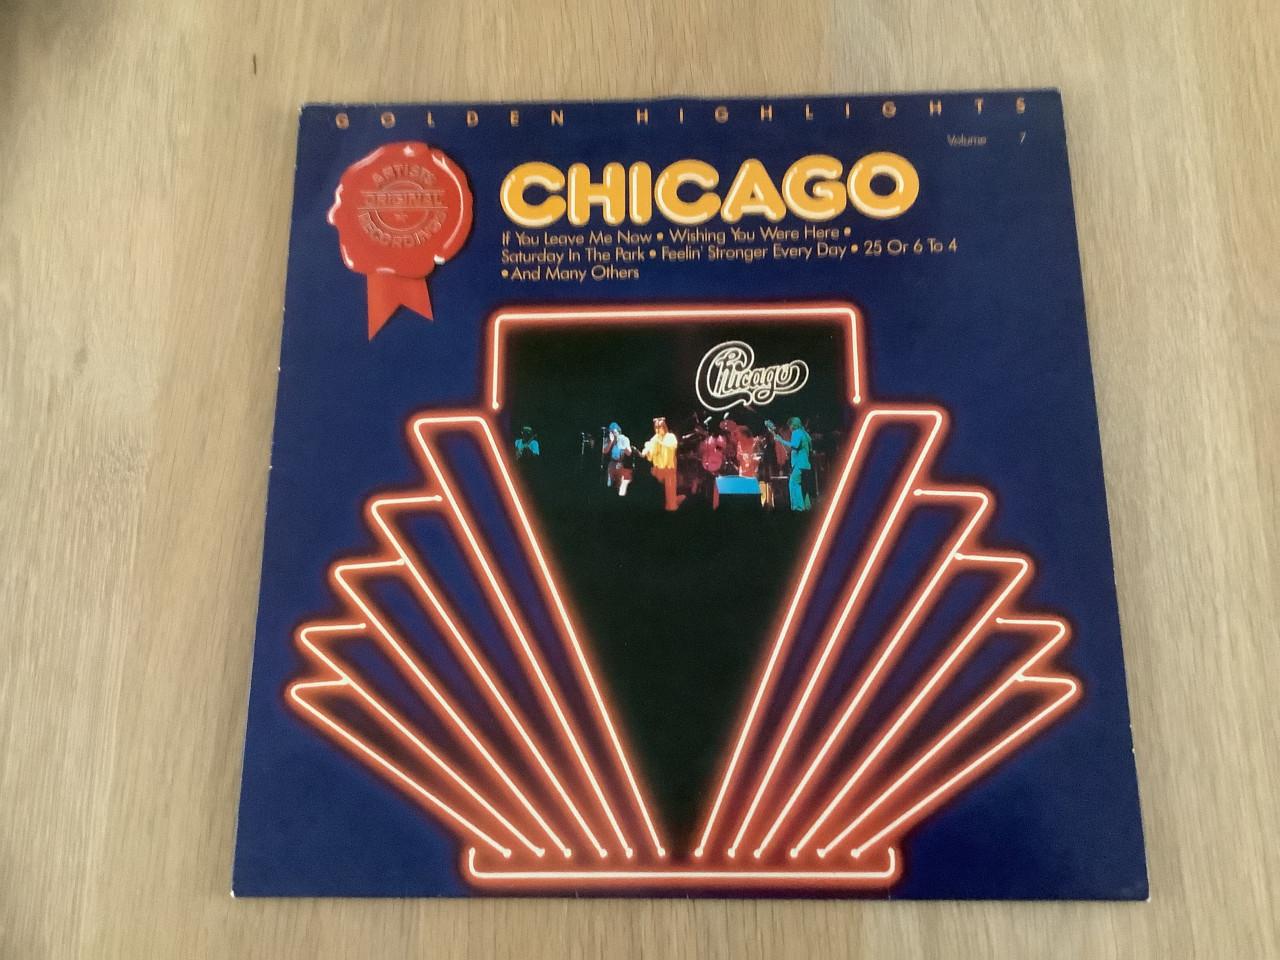 GOLDEN HIGHLIGHTS
Volume 7
ARTISTS
ORIGINAL
RECORDINGS
CHICAGO
If You Leave Me Now • Wishing You Were Here •
Saturday In The Park • Feelin' Stronger Every Day • 25 Or 6 To 4
• And Many Others
Chicago